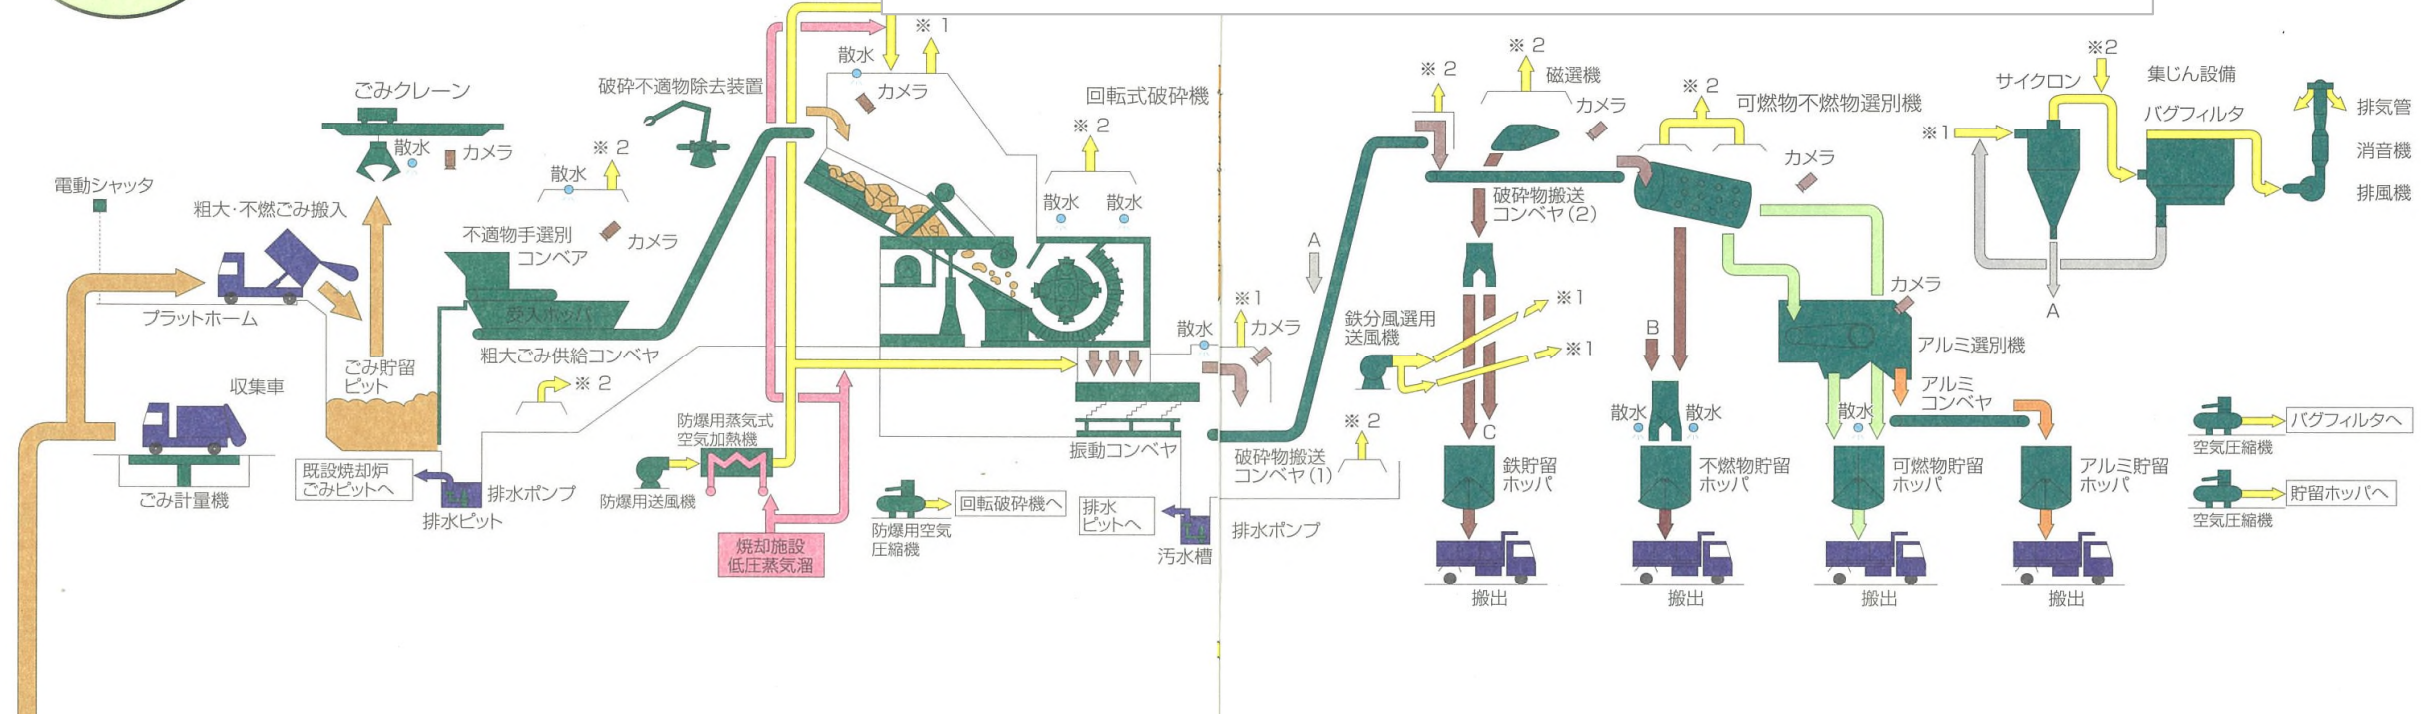 電動シャッタ
ごみクレーン
散水
カメラ
粗大・不燃ごみ搬入
プラットホーム
収集車
ごみ計量機
ごみ貯留
ピット
既設焼却炉
ごみピットへ
排水ポンプ
排水ピット
散水
※ 2
カメラ
不適物手選別
コンベア
受入ホッパ
粗大ごみ供給コンベヤ
※ 2
破砕不適物除去装置
防爆用蒸気式
空気加熱機
防爆用送風機
焼却施設
低圧蒸気溜
散水
※ 1
カメラ
回転式破砕機
※ 2
散水
散水
防爆用空気
圧縮機
回転破砕機へ
振動コンベヤ
排水
ピットへ
汚水槽
排水ポンプ
散水
※1
カメラ
A
破砕物搬送
コンベヤ(1)
※ 2
※ 2
※ 2
磁選機
カメラ
破砕物搬送
コンベヤ(2)
鉄分風選用
送風機
※1
※1
C
鉄貯留
ホッパ
搬出
※ 2
可燃物不燃物選別機
カメラ
B
散水
散水
不燃物貯留
ホッパ
搬出
カメラ
アルミ選別機
アルミ
コンベヤ
散水
可燃物貯留
ホッパ
搬出
アルミ貯留
ホッパ
搬出
※1
サイクロン
※2
集じん設備
バグフィルタ
A
排気管
消音機
排風機
バグフィルタへ
空気圧縮機
貯留ホッパへ
空気圧縮機